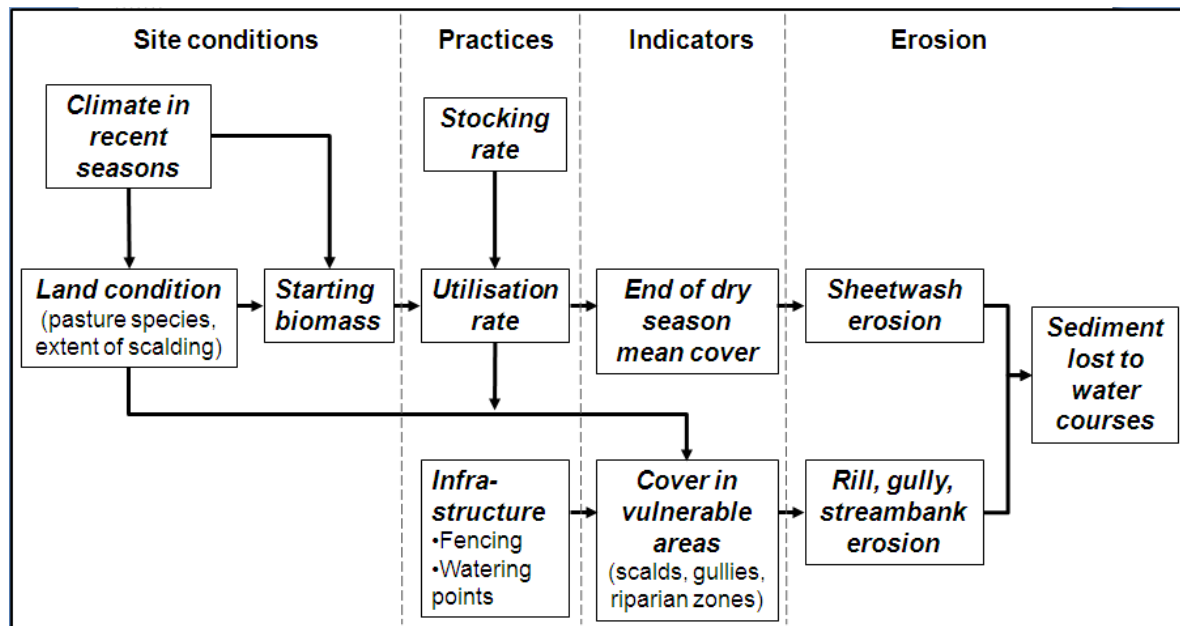 Site conditions
Practices
Indicators
Erosion
Climate in
recent
seasons
Stocking
rate
Land condition
(pasture species,
extent of scalding)
Starting
biomass
Utilisation
rate
End of dry
season
mean cover
Sheetwash
erosion
Sediment
lost to
water
courses
Infra-
structure
•Fencing
•Watering
points
Cover in
vulnerable
areas
(scalds, gullies,
riparian zones)
Rill, gully,
streambank
erosion